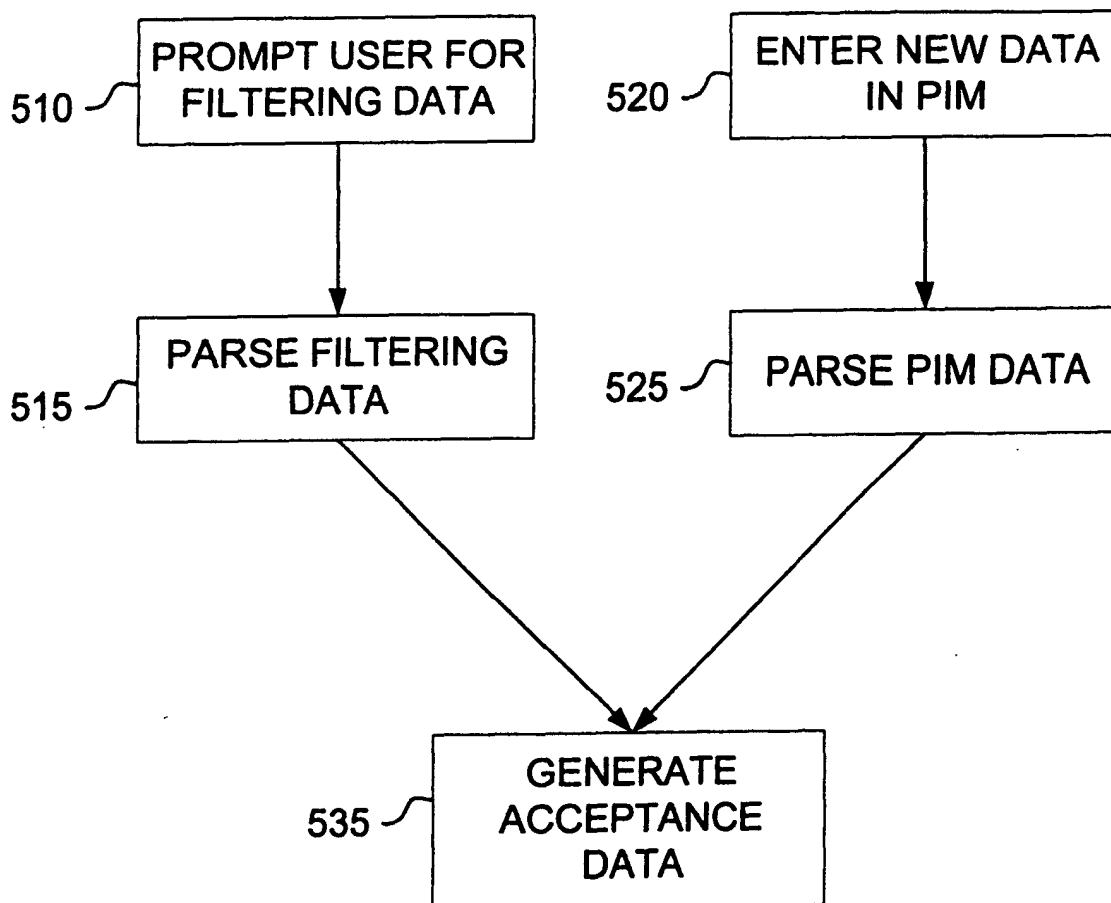 PROMPT USER FOR
FILTERING DATA
510
ENTER NEW DATA
IN PIM
520
PARSE FILTERING
DATA
515
PARSE PIM DATA
525
GENERATE
ACCEPTANCE
DATA
535